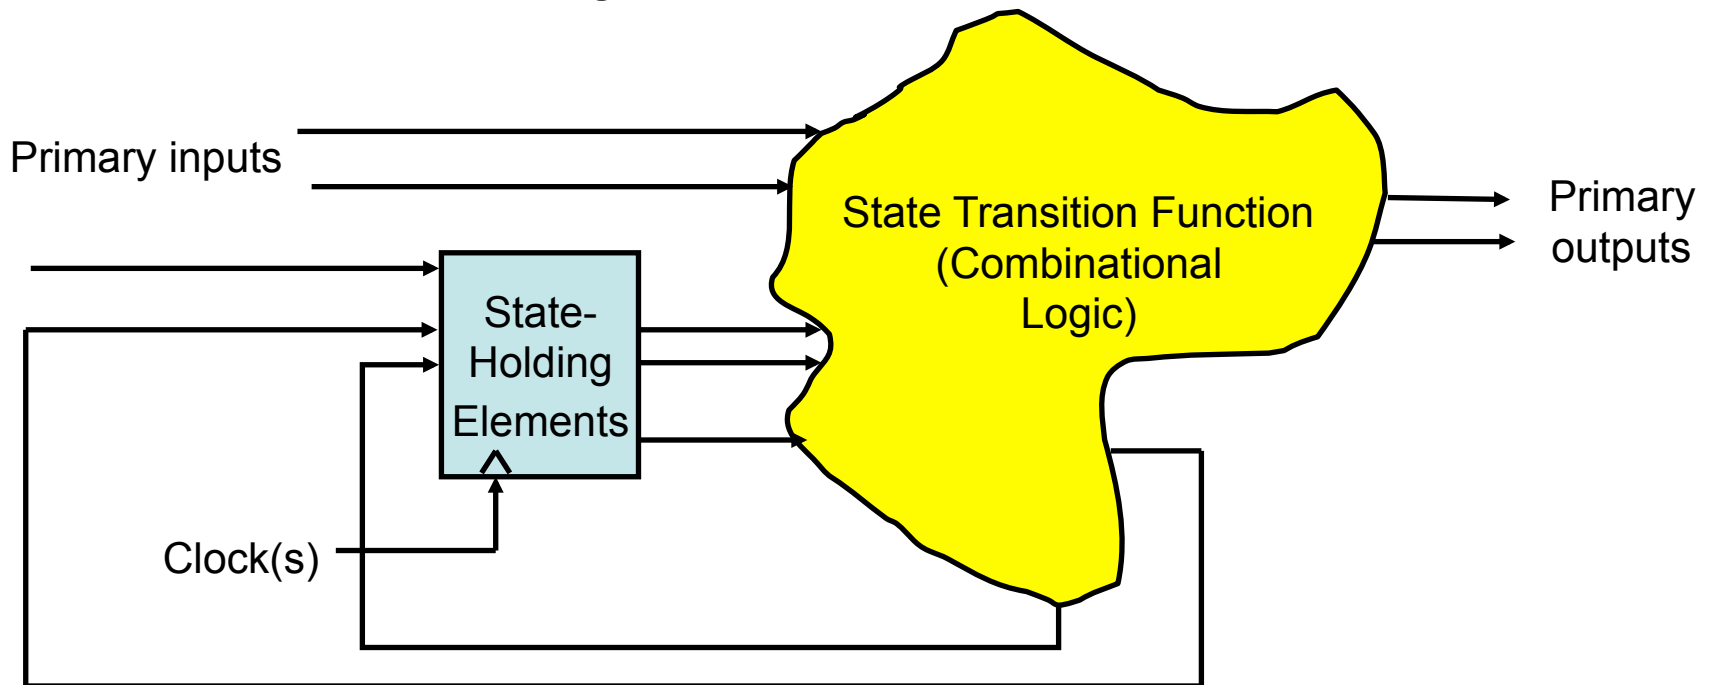 Primary inputs
State Transition Function
(Combinational
Logic)
Primary
outputs
State-
Holding
Elements
Clock(s)